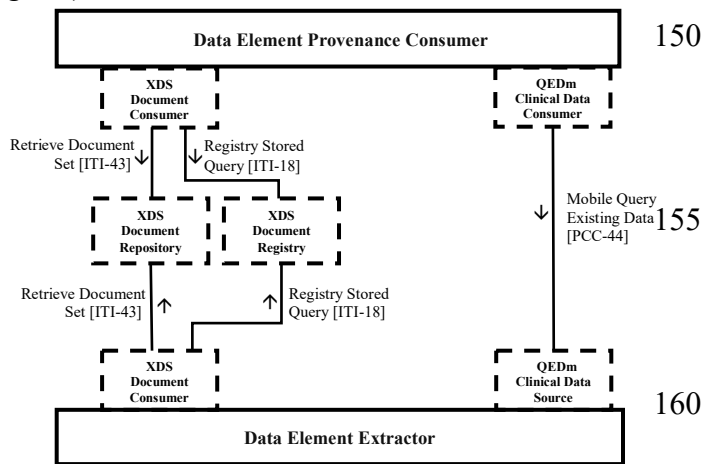 Data Element Provenance Consumer
150
XDS
Document
Consumer
QEDm
Clinical Data
Consumer
Retrieve Document
Set [ITI-43]
Registry Stored
Query [ITI-18]
Mobile Query
Existing Data
[PCC-44]
155
XDS
Document
Repository
XDS
Document
Registry
Retrieve Document
Set [ITI-43]
Registry Stored
Query [ITI-18]
XDS
Document
Consumer
QEDm
Clinical Data
Source
160
Data Element Extractor